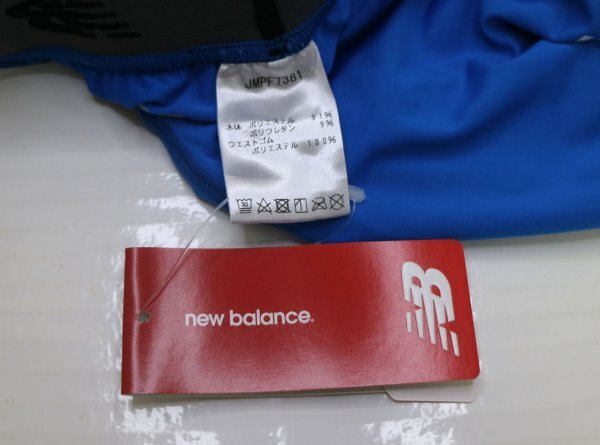 JMPF7381
本体 ポリエステル 91%
ポリウレタン 9%
ウエストゴム
ポリエステル 100%
30
new balance.